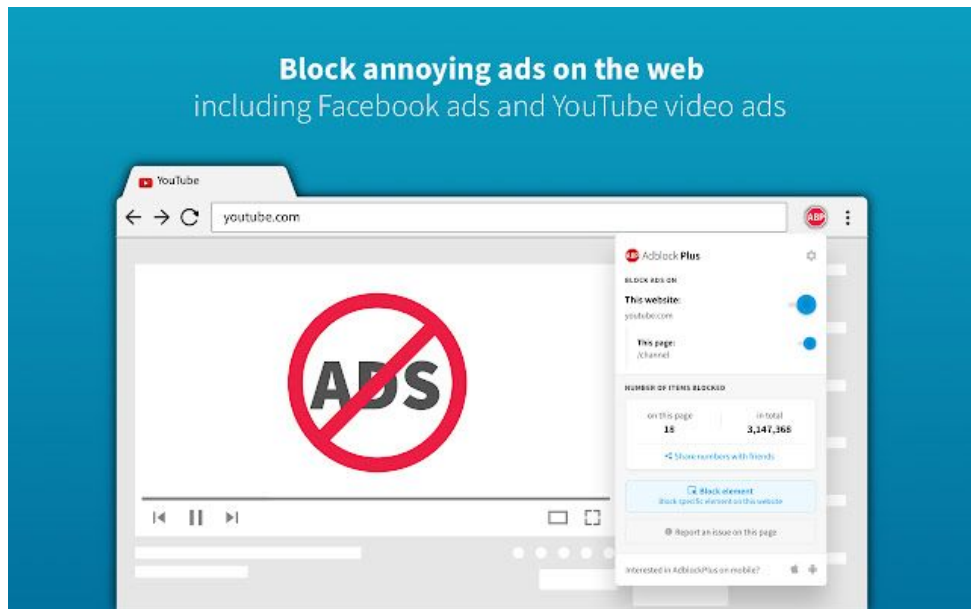 Block annoying ads on the web
including Facebook ads and YouTube video ads
YouTube
youtube.com
ABP
ADS
ABP Adblock Plus
BLOCK ADS ON
This website:
youtube.com
This page:
/channel
NUMBER OF ITEMS BLOCKED
on this page in total
18 3,147,368
Share numbers with friends
Block element
Block specific element on this website
Report an issue on this page
Interested in AdblockPlus on mobile?